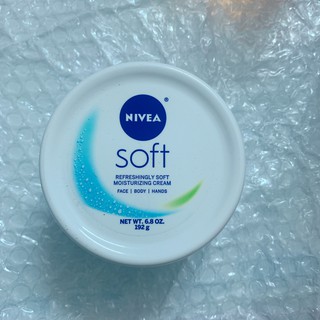 NIVEA
®
soft
REFRESHINGLY SOFT
MOISTURIZING CREAM
FACE | BODY | HANDS
NET WT. 6.8 OZ.
192 g